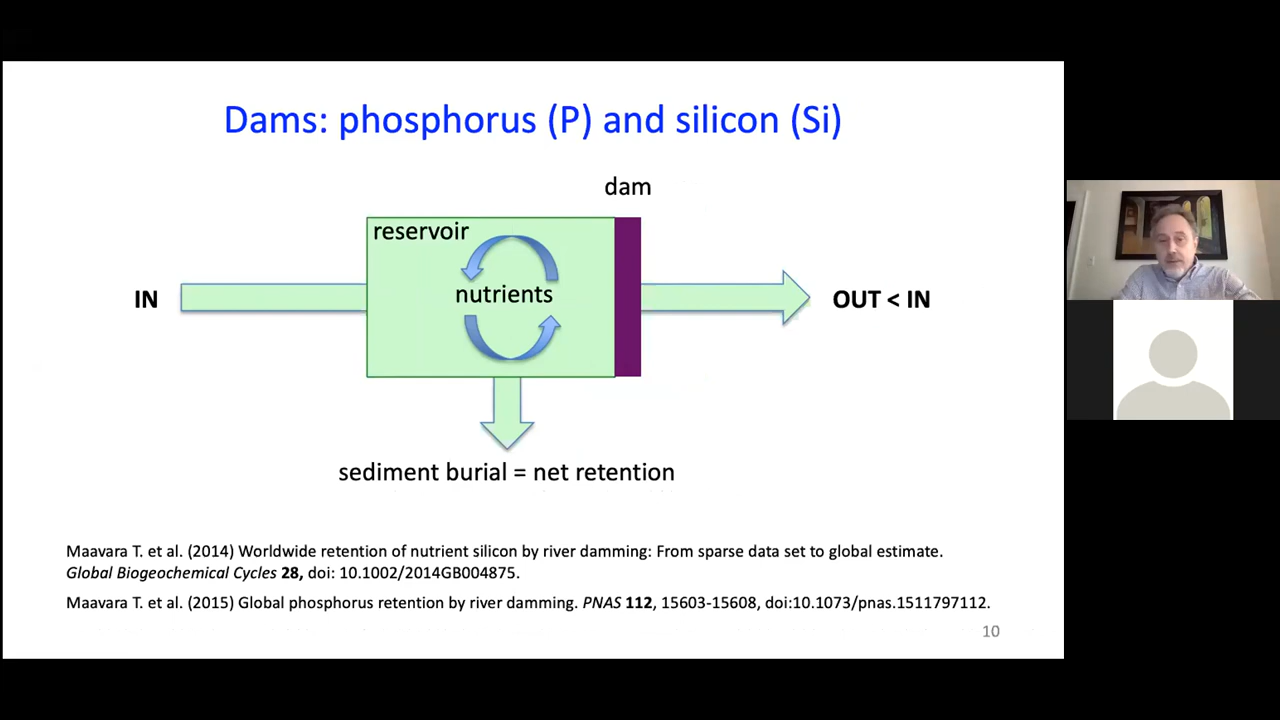 Dams: phosphorus (P) and silicon (Si)
dam
reservoir
nutrients
IN
OUT < IN
sediment burial = net retention
Maavara T. et al. (2014) Worldwide retention of nutrient silicon by river damming: From sparse data set to global estimate.
Global Biogeochemical Cycles 28, doi: 10.1002/2014GB004875.
Maavara T. et al. (2015) Global phosphorus retention by river damming. PNAS 112, 15603-15608, doi:10.1073/pnas.1511797112.
10